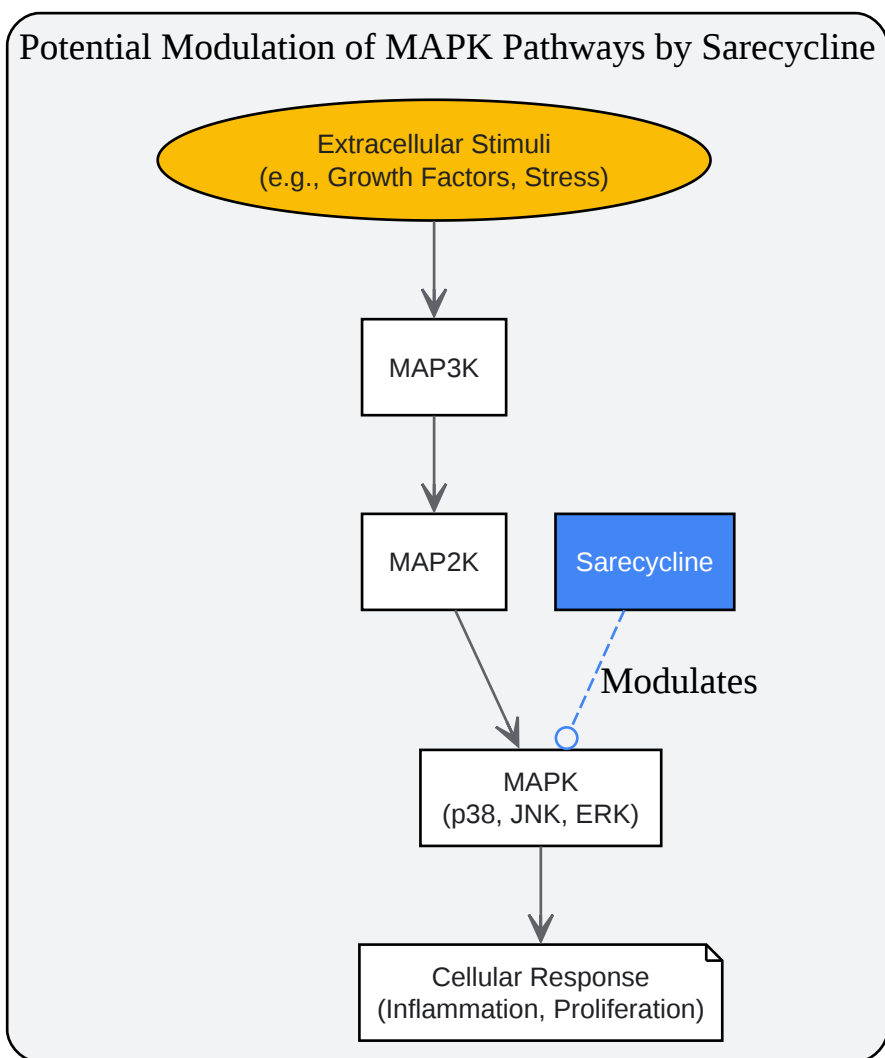 Potential Modulation of MAPK Pathways by Sarecycline
Extracellular Stimuli
(e.g., Growth Factors, Stress)
MAP3K
MAP2K
Sarecycline
Modulates
MAPK
(p38, JNK, ERK)
Cellular Response
(Inflammation, Proliferation)